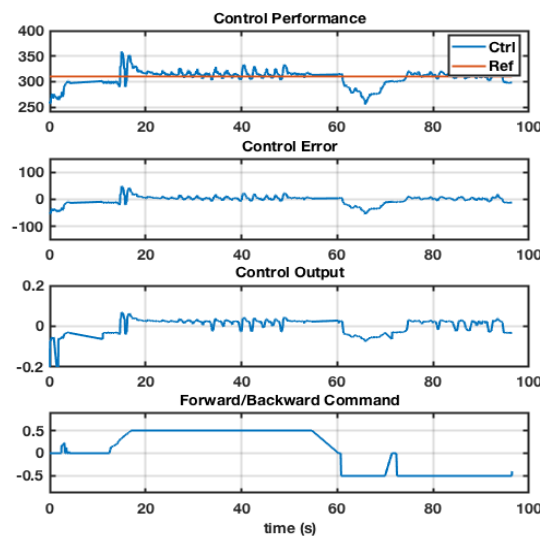 Control Performance
400
350
300
250
Ctrl
Ref
0 20 40 60 80 100
Control Error
100
0
-100
0 20 40 60 80 100
Control Output
0.2
0
-0.2
0 20 40 60 80 100
Forward/Backward Command
0.5
0
-0.5
0 20 40 60 80 100
time (s)